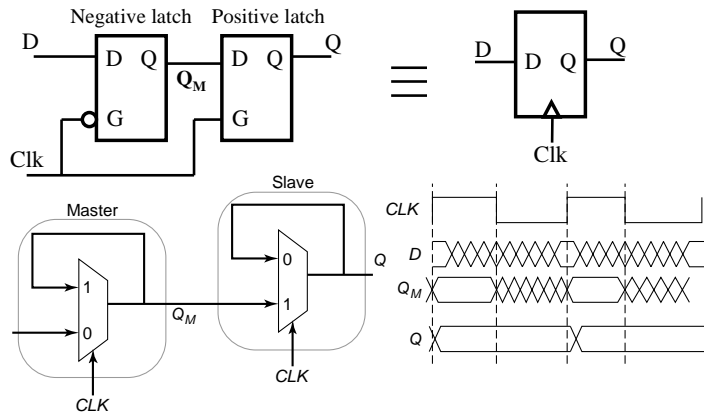 Negative latch Positive latch
D D Q Q_M D Q Q
G G
Clk
D D Q Q
Clk
Master
1
0
Q_M
CLK
Slave
0
1
Q
CLK
CLK
D
Q_M
Q